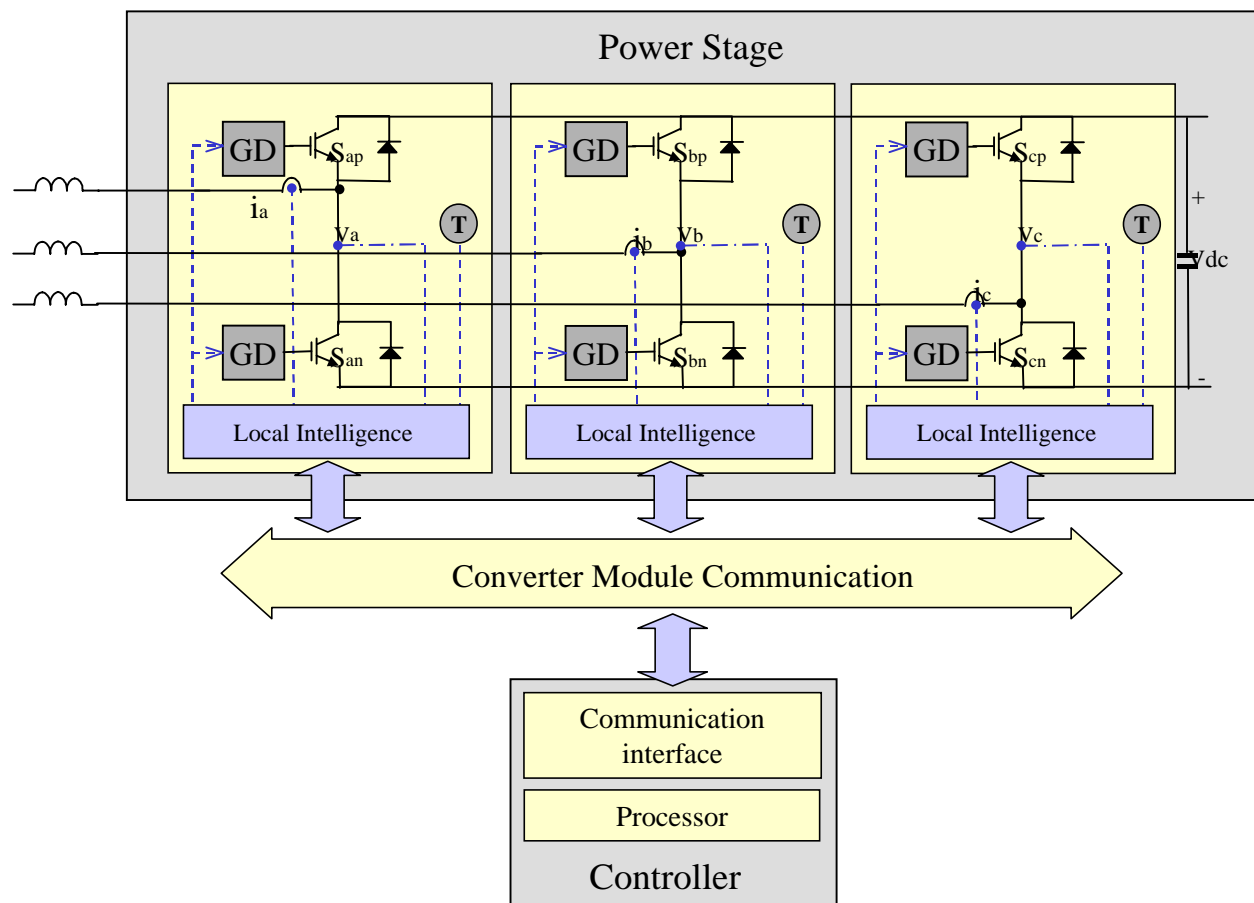 Power Stage
GD
Sap
GD
Sbp
GD
Scp
ia
Va
T
ib
Vb
T
ic
Vc
T
+
Vdc
-
GD
San
GD
Sbn
GD
Scn
Local Intelligence
Local Intelligence
Local Intelligence
Converter Module Communication
Communication
interface
Processor
Controller